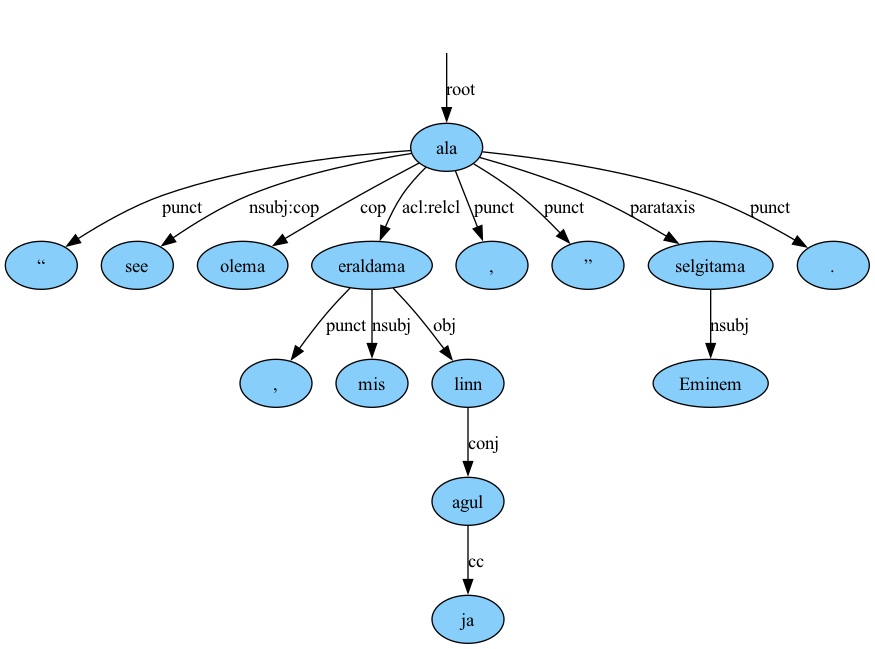 root
ala
punct nsubj:cop cop acl:relcl punct punct parataxis punct
“ see olema eraldama , ” selgitama .
punct nsubj obj nsubj
, mis linn Eminem
conj
agul
cc
ja